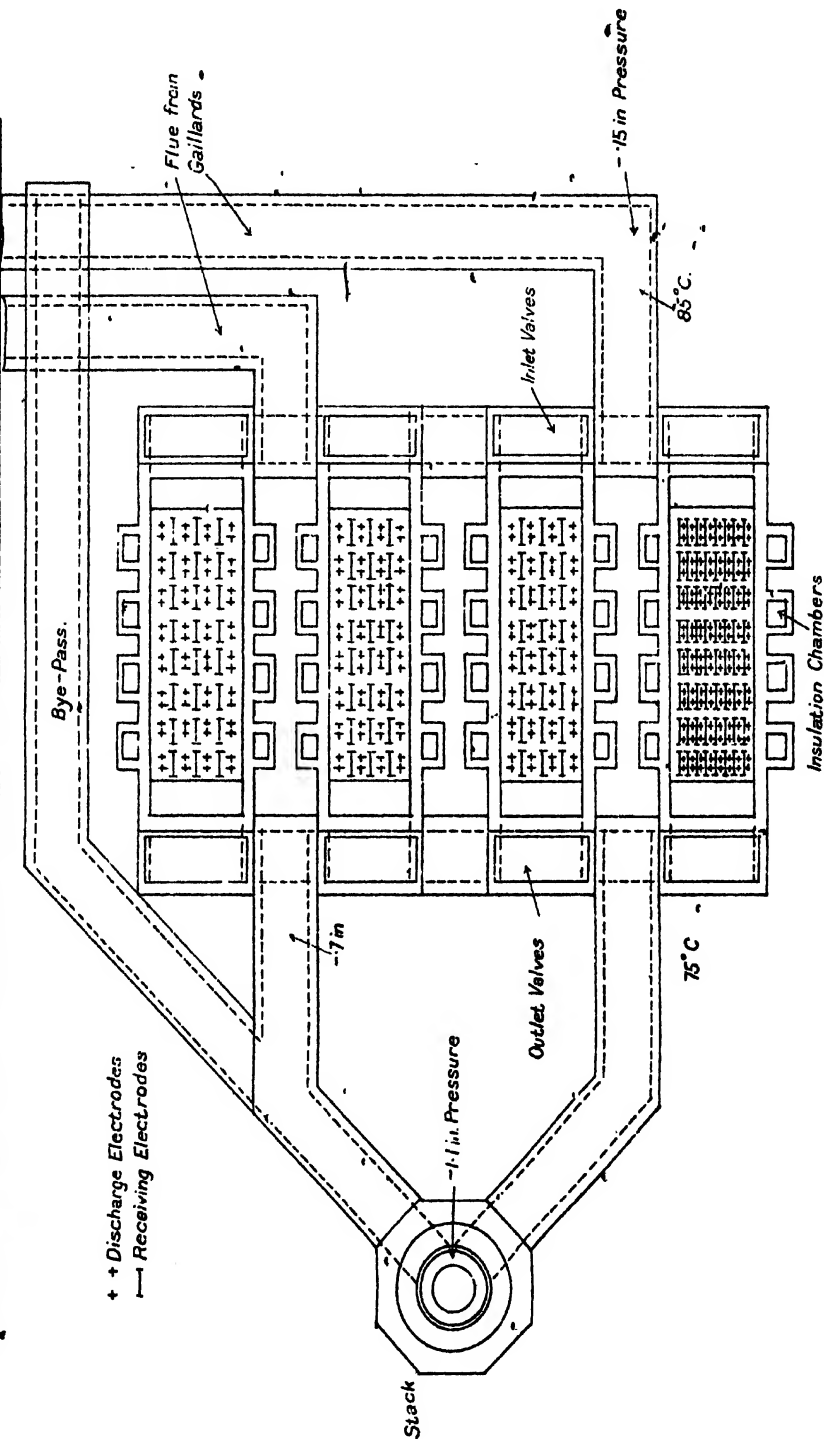 Stack
+ + Discharge Electrodes
Receiving Electrodes
Bye-Pass.
Flue from
Gaillards
-·15 in Pressure
85°C.
Inlet Valves
-·7 in
-1·1 in. Pressure
Outlet Valves
75°C
Insulation Chambers